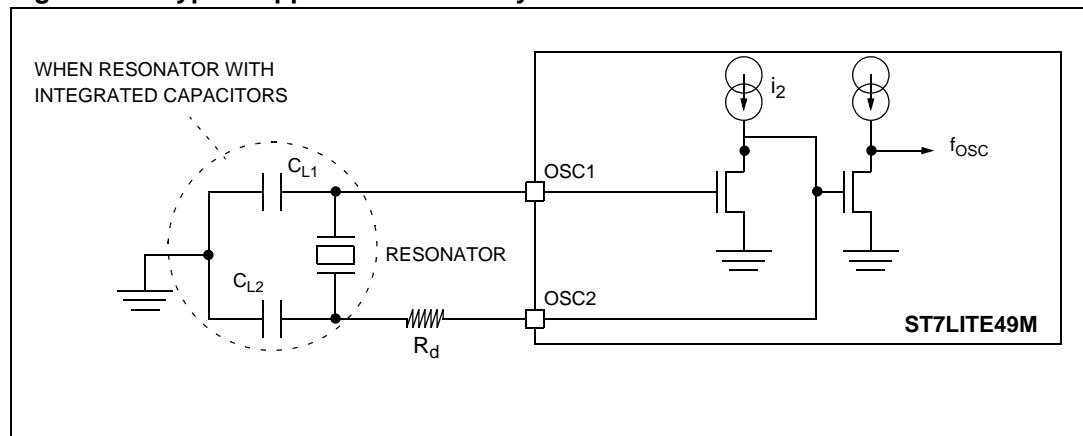 WHEN RESONATOR WITH
INTEGRATED CAPACITORS
i2
fOSC
CL1
OSC1
RESONATOR
CL2
OSC2
Rd
ST7LITE49M